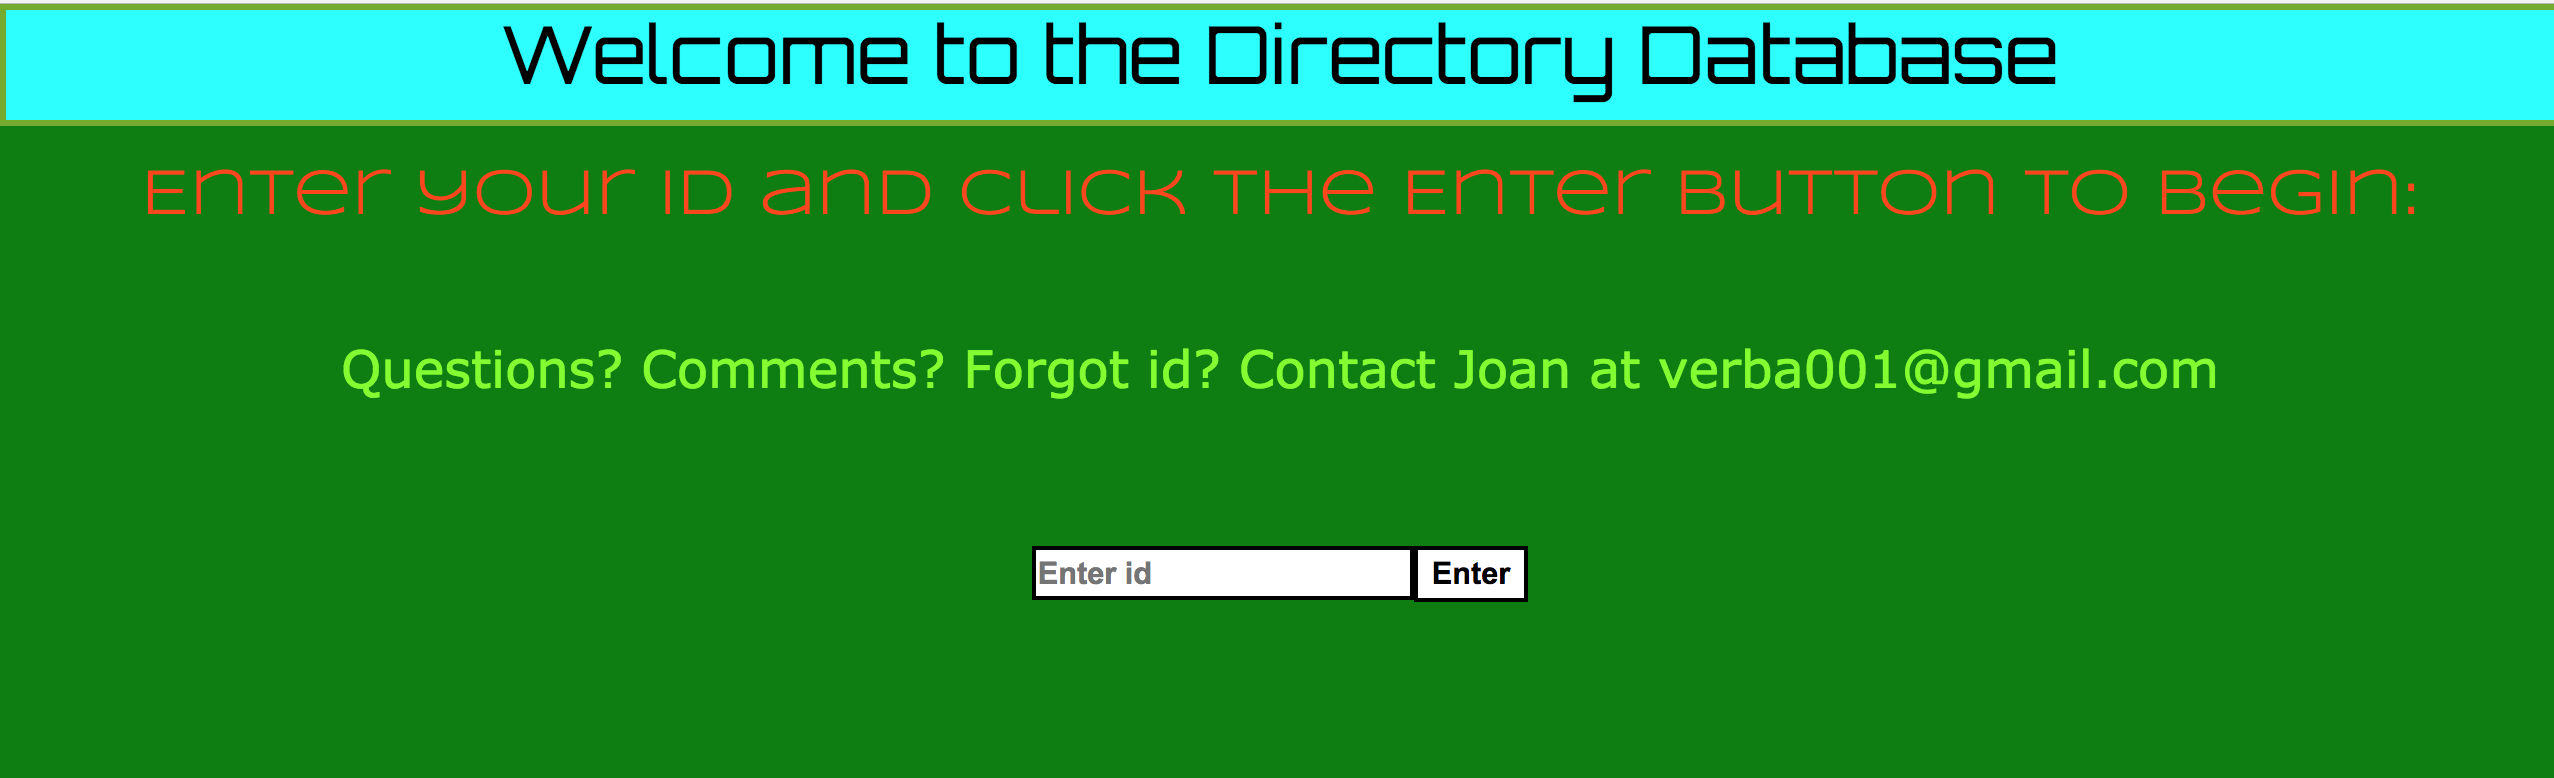 Welcome to the Directory Database
Enter your ID and click the Enter button to begin:
Questions? Comments? Forgot id? Contact Joan at verba001@gmail.com
Enter id Enter